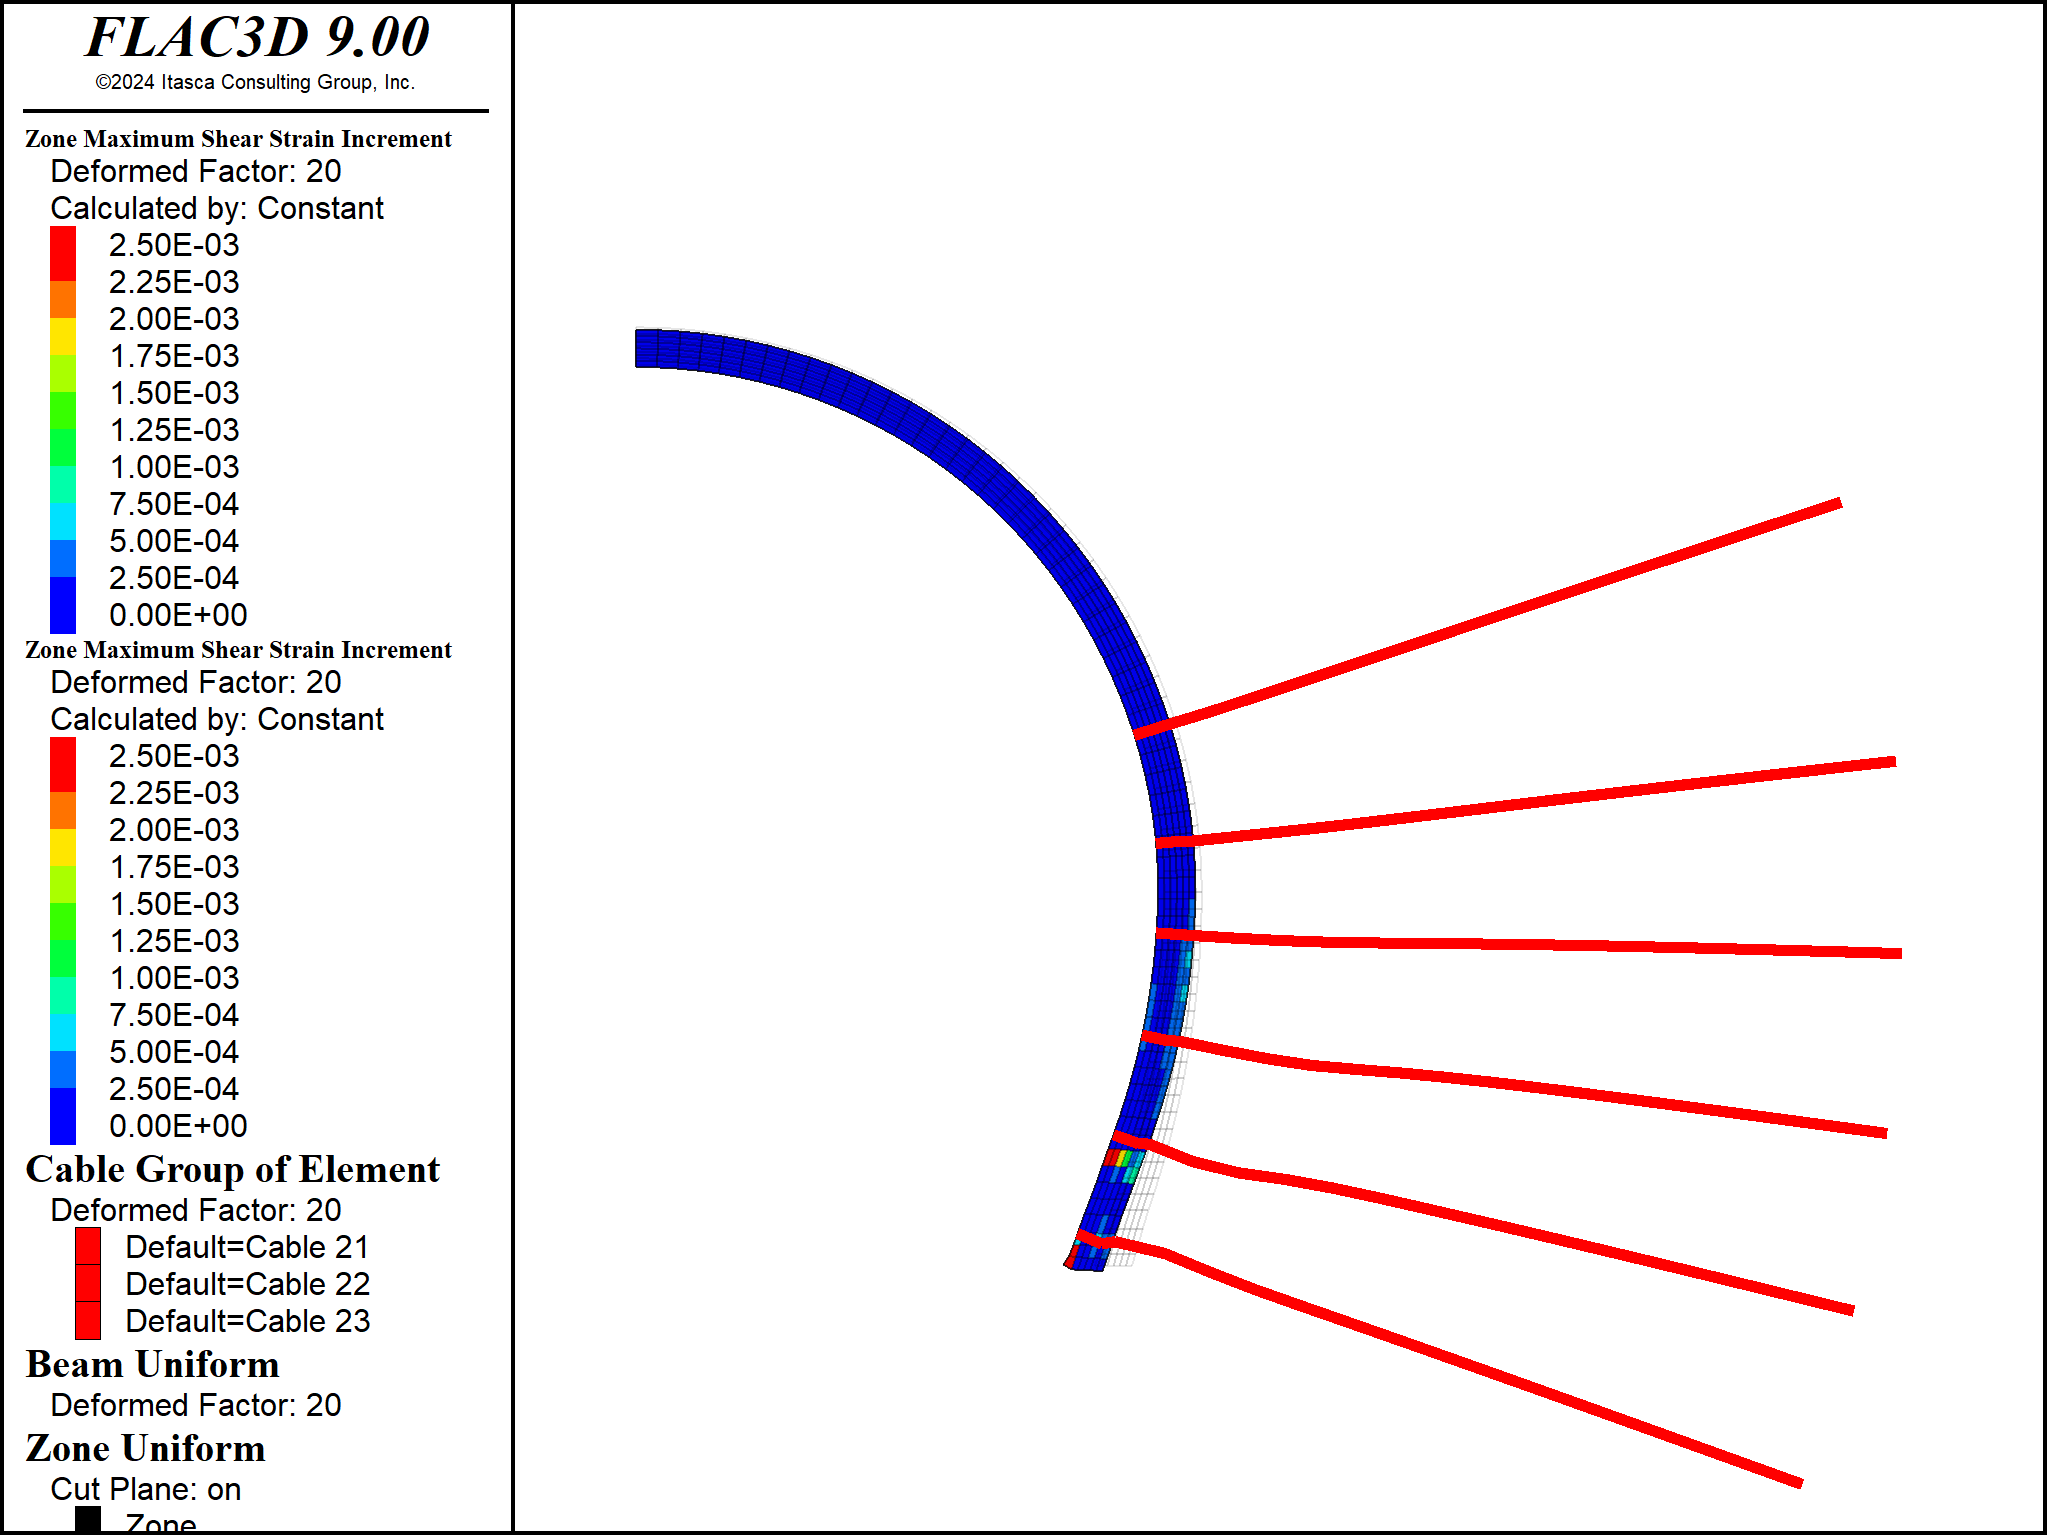 FLAC3D 9.00
©2024 Itasca Consulting Group, Inc.
Zone Maximum Shear Strain Increment
Deformed Factor: 20
Calculated by: Constant
2.50E-03
2.25E-03
2.00E-03
1.75E-03
1.50E-03
1.25E-03
1.00E-03
7.50E-04
5.00E-04
2.50E-04
0.00E+00
Zone Maximum Shear Strain Increment
Deformed Factor: 20
Calculated by: Constant
2.50E-03
2.25E-03
2.00E-03
1.75E-03
1.50E-03
1.25E-03
1.00E-03
7.50E-04
5.00E-04
2.50E-04
0.00E+00
Cable Group of Element
Deformed Factor: 20
Default=Cable 21
Default=Cable 22
Default=Cable 23
Beam Uniform
Deformed Factor: 20
Zone Uniform
Cut Plane: on
Zone